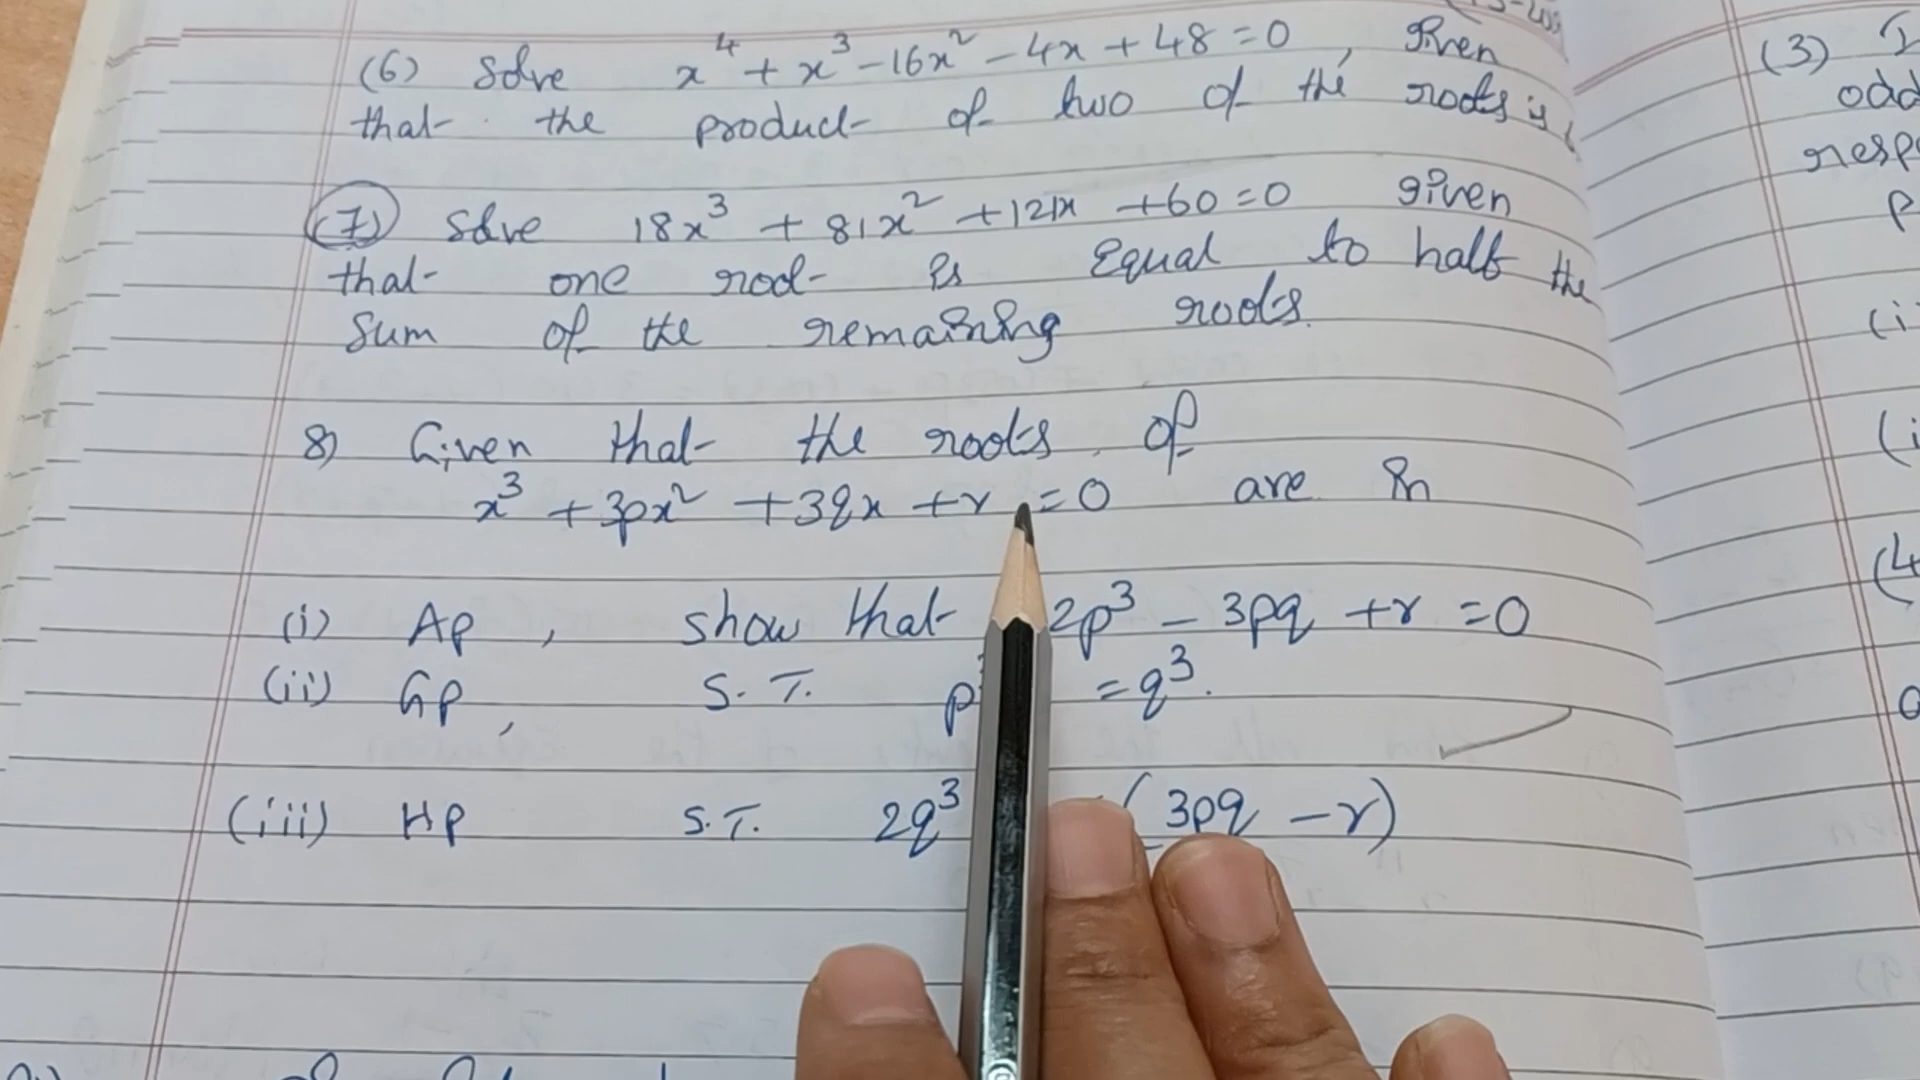 (6) Solve x⁴ + x³ - 16x² - 4x + 48 = 0, Given
that the product of two of the roots is
(7) Solve 18x³ + 81x² + 121x + 60 = 0 given
that one root is equal to half the
sum of the remaining roots.
8) Given that the roots of
x³ + 3px² + 3qx + r = 0 are in
(i) AP, show that 2p³ - 3pq + r = 0
(ii) GP, S.T. p = q³.
(iii) HP S.T. 2q³ (3pq - r)
(3)
odd
resp
P
(i
(i
(4